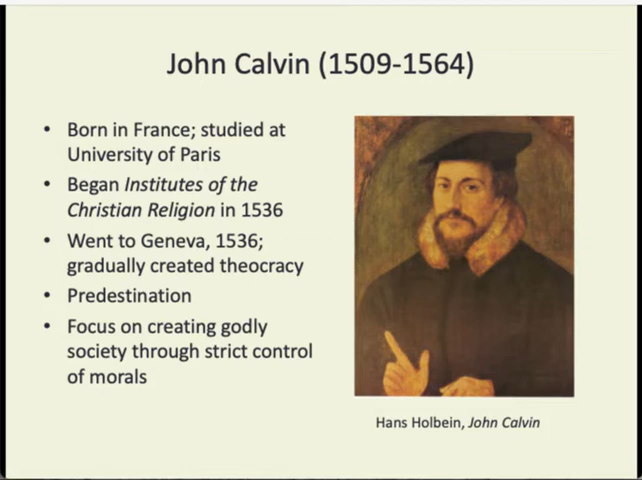 John Calvin (1509-1564)
• Born in France; studied at
University of Paris
• Began Institutes of the
Christian Religion in 1536
• Went to Geneva, 1536;
gradually created theocracy
• Predestination
• Focus on creating godly
society through strict control
of morals
Hans Holbein, John Calvin